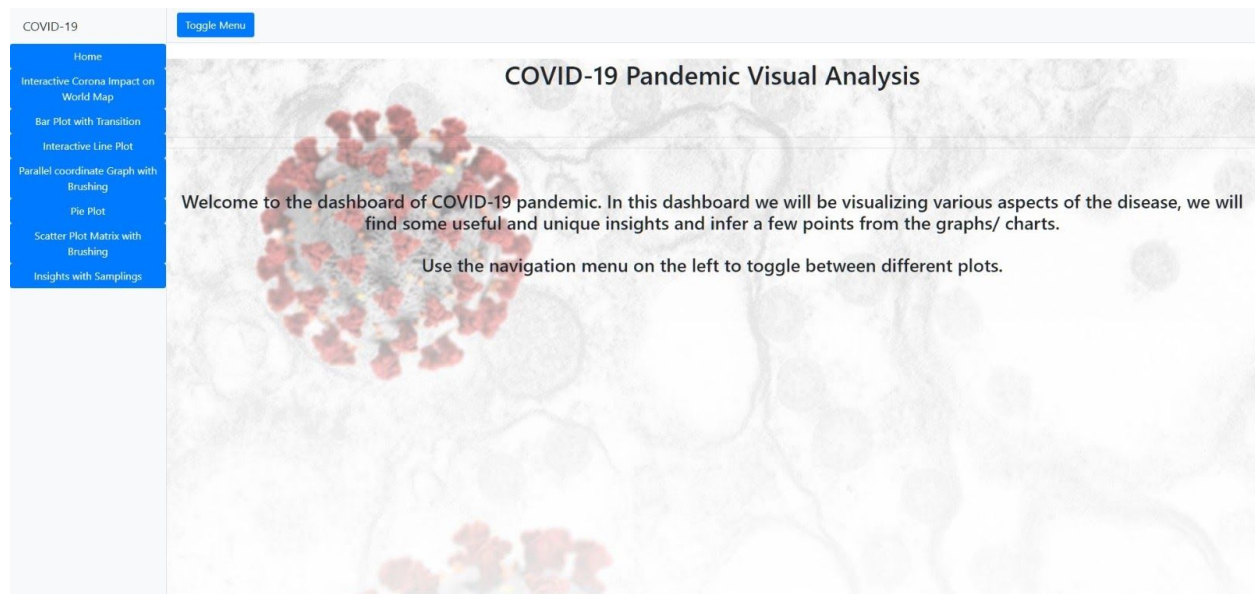 COVID-19
Toggle Menu
Home
Interactive Corona Impact on
World Map
Bar Plot with Transition
Interactive Line Plot
Parallel coordinate Graph with
Brushing
Pie Plot
Scatter Plot Matrix with
Brushing
Insights with Samplings
COVID-19 Pandemic Visual Analysis
Welcome to the dashboard of COVID-19 pandemic. In this dashboard we will be visualizing various aspects of the disease, we will
find some useful and unique insights and infer a few points from the graphs/ charts.
Use the navigation menu on the left to toggle between different plots.